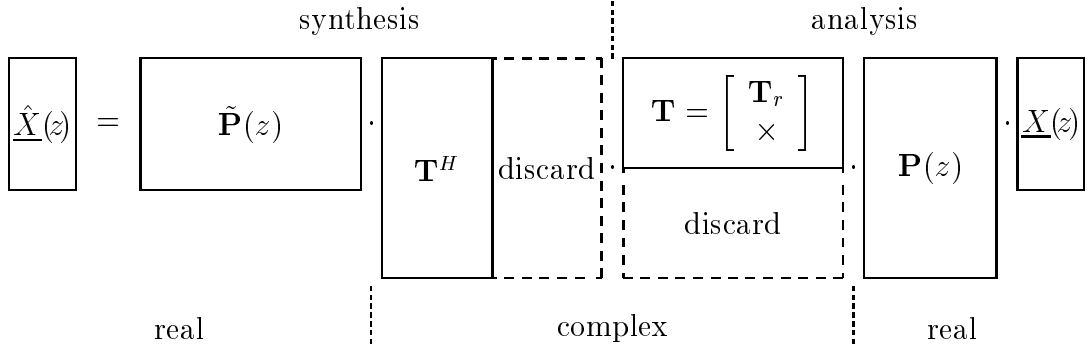 synthesis analysis
X̂(z) = P̃(z) · T^H discard · T = [ T_r × ] · P(z) · X(z)
discard
real complex real